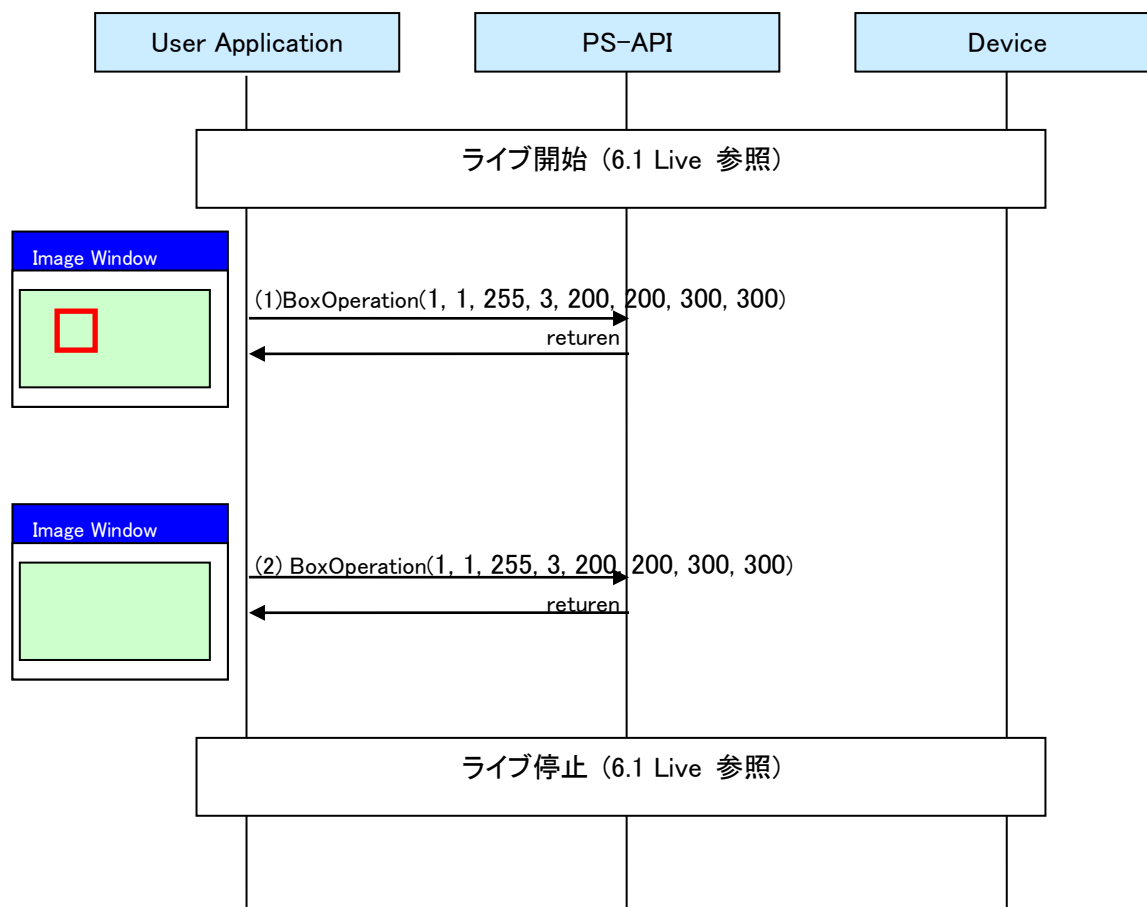 User Application
PS-API
Device
ライブ開始 (6.1 Live 参照)
Image Window
(1)BoxOperation(1, 1, 255, 3, 200, 200, 300, 300)
returen
Image Window
(2) BoxOperation(1, 1, 255, 3, 200, 200, 300, 300)
returen
ライブ停止 (6.1 Live 参照)